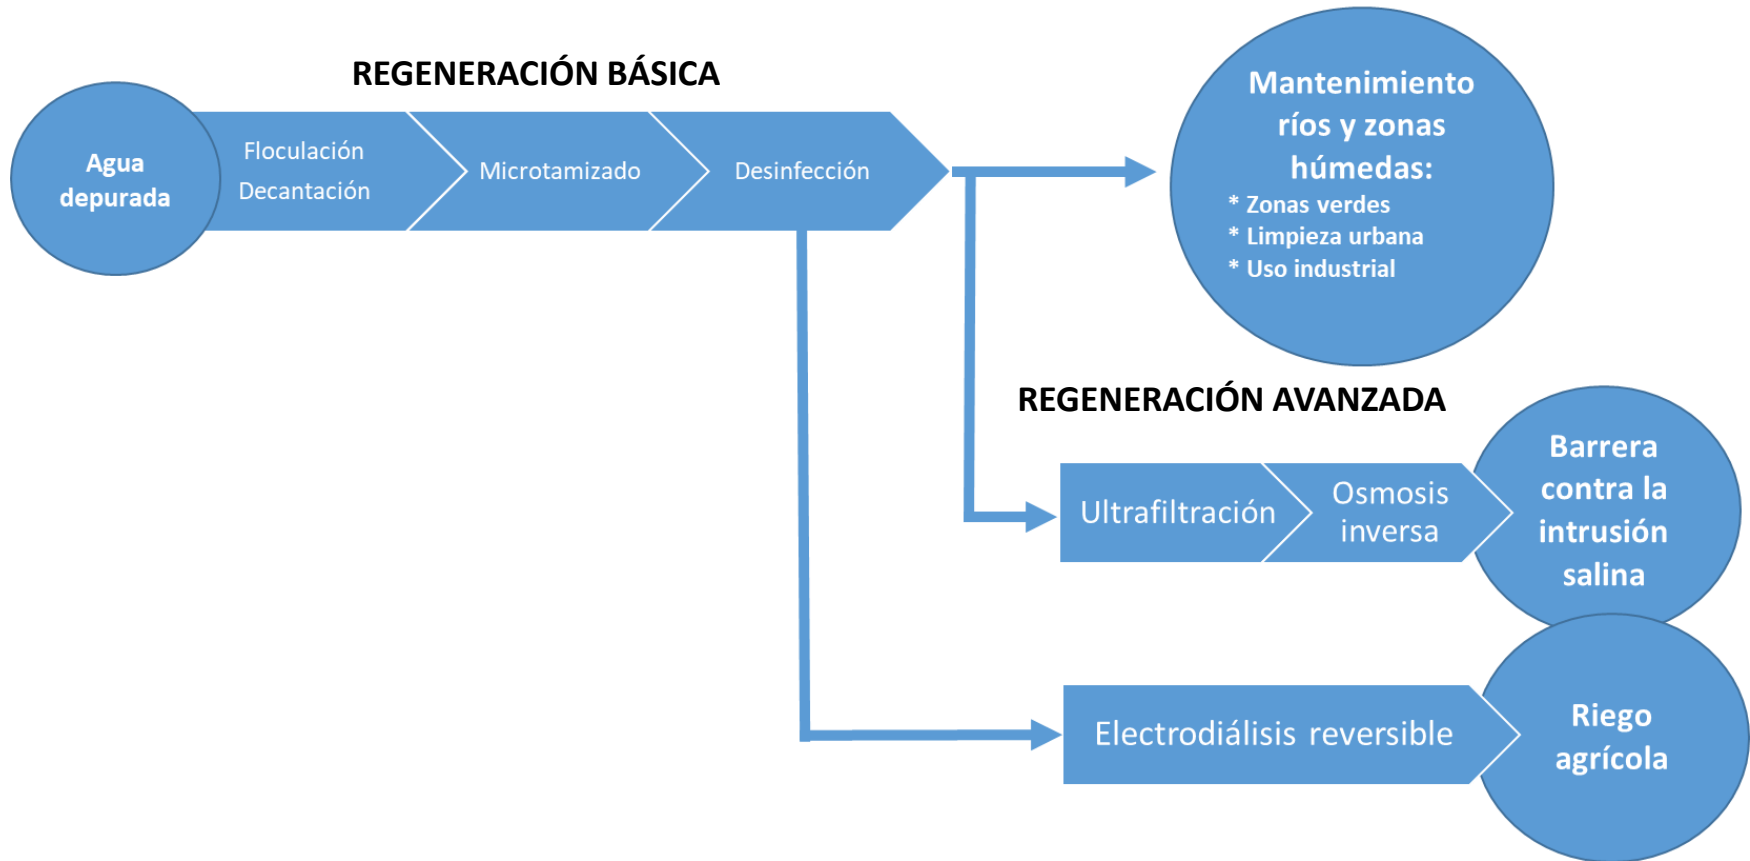 REGENERACIÓN BÁSICA
Agua
depurada
Floculación
Decantación
Microtamizado
Desinfección
Mantenimiento
ríos y zonas
húmedas:
* Zonas verdes
* Limpieza urbana
* Uso industrial
REGENERACIÓN AVANZADA
Ultrafiltración
Osmosis
inversa
Barrera
contra la
intrusión
salina
Electrodiálisis reversible
Riego
agrícola